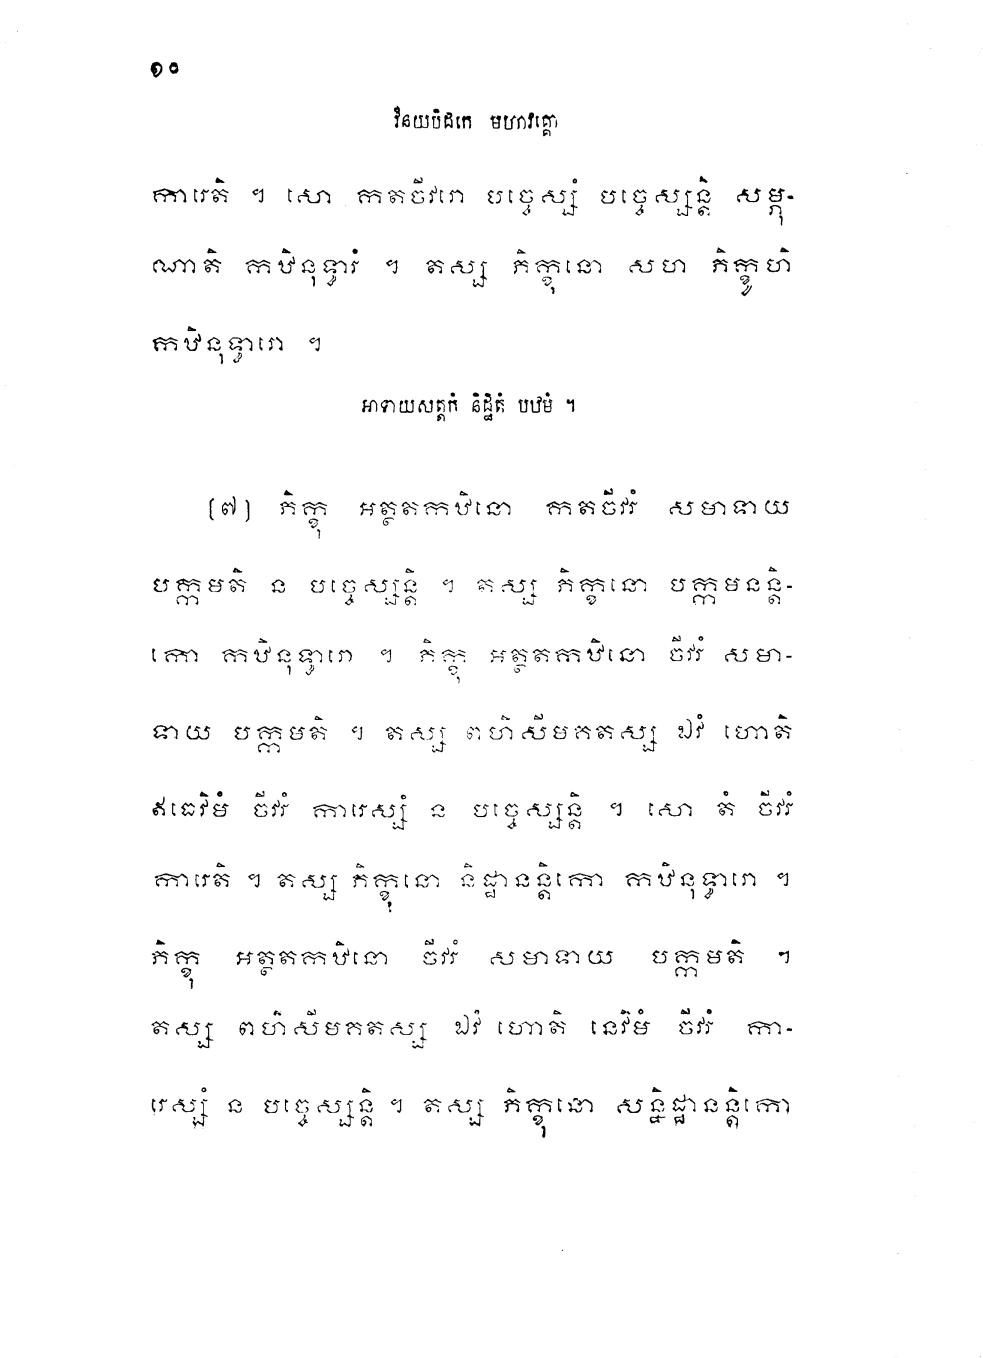 ១០
វិនយបិដកេ មហាវគ្គោ
ការេតិ ។ សោ កតចីវរោ បច្ចេស្សំ បច្ចេស្សន្តិ សម្ភុ-
ណាតិ កឋិនុទ្ធារំ ។ តស្ស ភិក្ខុនោ សហ ភិក្ខូហិ
កឋិនុទ្ធារោ ។
អាទាយសត្តកំ និដ្ឋិតំ បឋមំ ។
(៧) ភិក្ខុ អត្ថតកឋិនោ កតចីវរំ សមាទាយ
បក្កមតិ ន បច្ចេស្សន្តិ ។ តស្ស ភិក្ខុនោ បក្កមនន្តិ-
កោ កឋិនុទ្ធារោ ។ ភិក្ខុ អត្ថតកឋិនោ ចីវរំ សមា-
ទាយ បក្កមតិ ។ តស្ស ពហិសីមគតស្ស ឯវំ ហោតិ
ឥធេវិមំ ចីវរំ ការេស្សំ ន បច្ចេស្សន្តិ ។ សោ តំ ចីវរំ
ការេតិ ។ តស្ស ភិក្ខុនោ និដ្ឋានន្តិកោ កឋិនុទ្ធារោ ។
ភិក្ខុ អត្ថតកឋិនោ ចីវរំ សមាទាយ បក្កមតិ ។
តស្ស ពហិសីមគតស្ស ឯវំ ហោតិ នេវិមំ ចីវរំ កា-
រេស្សំ ន បច្ចេស្សន្តិ ។ តស្ស ភិក្ខុនោ សន្និដ្ឋានន្តិកោ